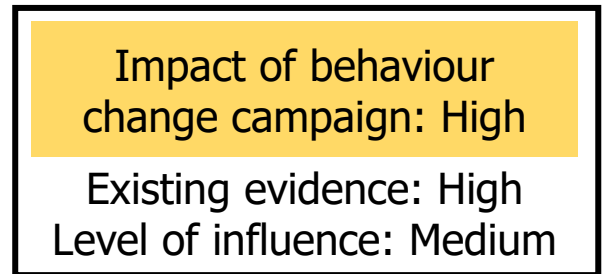 Impact of behaviour
change campaign: High
Existing evidence: High
Level of influence: Medium